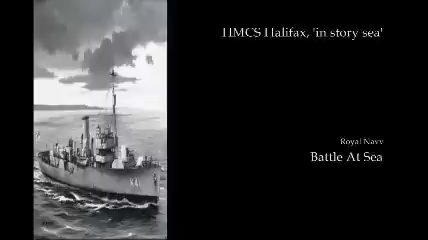 HMCS Halifax, 'in story sea'
Royal Navy
Battle At Sea